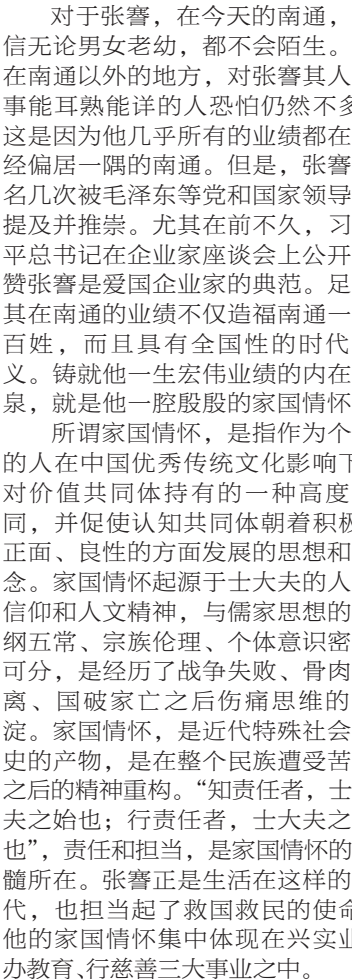 对于张謇，在今天的南通，
信无论男女老幼，都不会陌生。
在南通以外的地方，对张謇其人
事能耳熟能详的人恐怕仍然不多
这是因为他几乎所有的业绩都在
经偏居一隅的南通。但是，张謇
名几次被毛泽东等党和国家领导
提及并推崇。尤其在前不久，习
平总书记在企业家座谈会上公开
赞张謇是爱国企业家的典范。足
其在南通的业绩不仅造福南通一
百姓，而且具有全国性的时代
义。铸就他一生宏伟业绩的内在
泉，就是他一腔殷殷的家国情怀
所谓家国情怀，是指作为个
的人在中国优秀传统文化影响下
对价值共同体持有的一种高度
同，并促使认知共同体朝着积极
正面、良性的方面发展的思想和
念。家国情怀起源于士大夫的人
信仰和人文精神，与儒家思想的
纲五常、宗族伦理、个体意识密
可分，是经历了战争失败、骨肉
离、国破家亡之后伤痛思维的
淀。家国情怀，是近代特殊社会
史的产物，是在整个民族遭受苦
之后的精神重构。“知责任者，士
夫之始也；行责任者，士大夫之
也”，责任和担当，是家国情怀的
髓所在。张謇正是生活在这样的
代，也担当起了救国救民的使命
他的家国情怀集中体现在兴实业
办教育、行慈善三大事业之中。